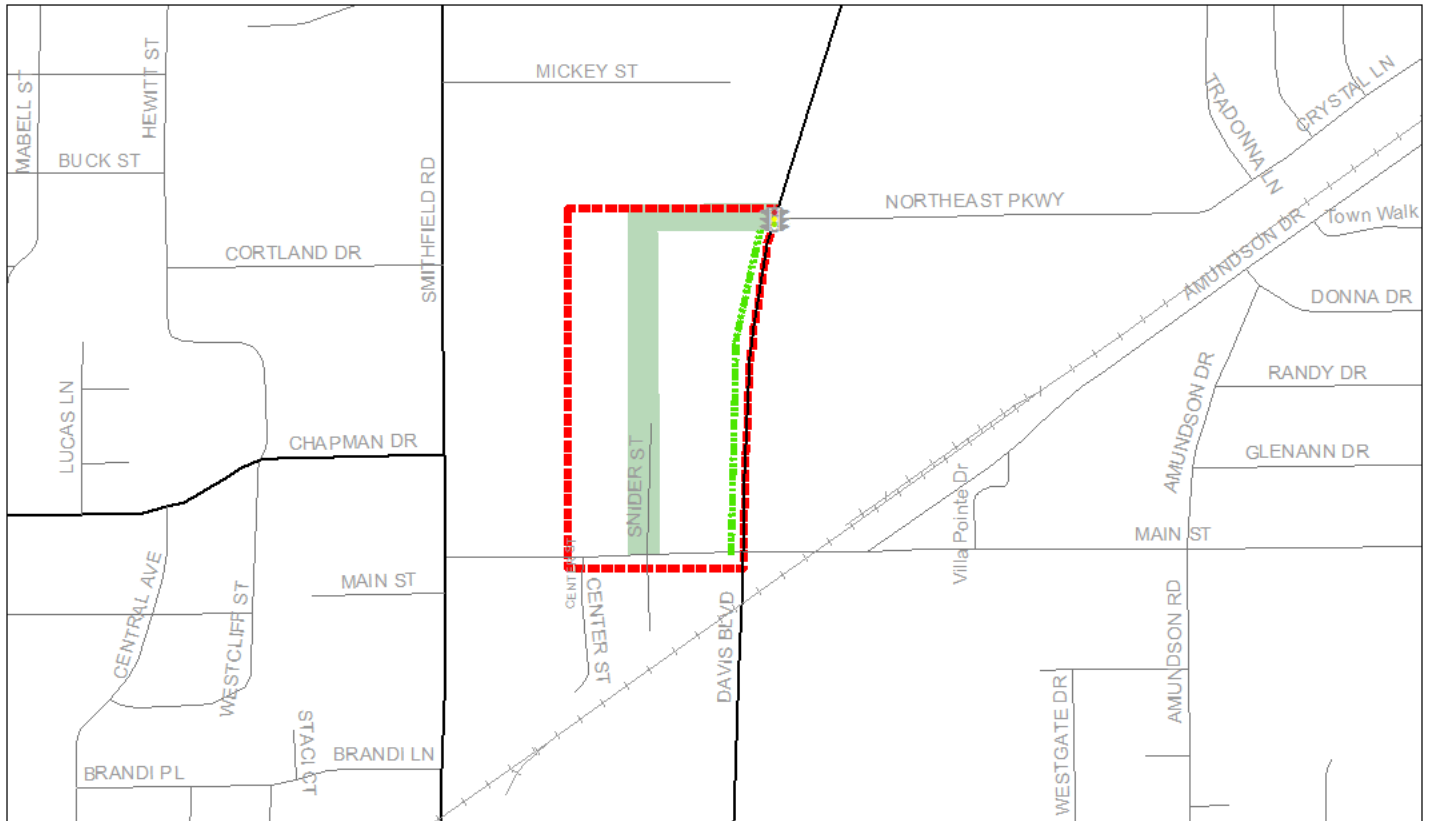 MICKEY ST
MABELL ST
HEWITT ST
BUCK ST
SMITHFIELD RD
CORTLAND DR
TRADONNA LN
CRYSTAL LN
NORTHEAST PKWY
AMUNDSON DR
Town Walk
DONNA DR
LUCAS LN
CHAPMAN DR
SNIDER ST
AMUNDSON DR
RANDY DR
GLENANN DR
Villa Pointe Dr
MAIN ST
CENTRAL AVE
WESTCLIFF ST
MAIN ST
CENTER ST
CENTER ST
DAVIS BLVD
AMUNDSON RD
WESTGATE DR
STACI CT
BRANDI LN
BRANDI PL